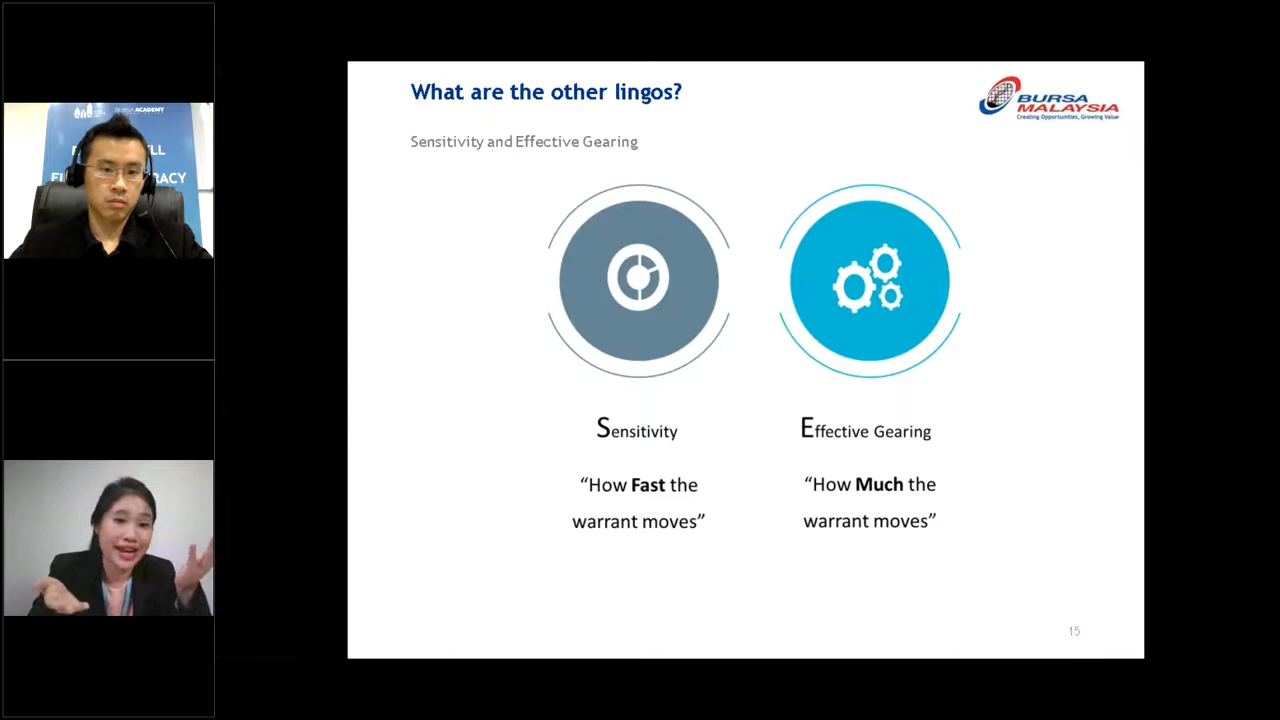 What are the other lingos?
BURSA
MALAYSIA
Creating Opportunities, Growing Value
Sensitivity and Effective Gearing
BURSA ACADEMY
Sensitivity
Effective Gearing
“How Fast the
warrant moves”
“How Much the
warrant moves”
15